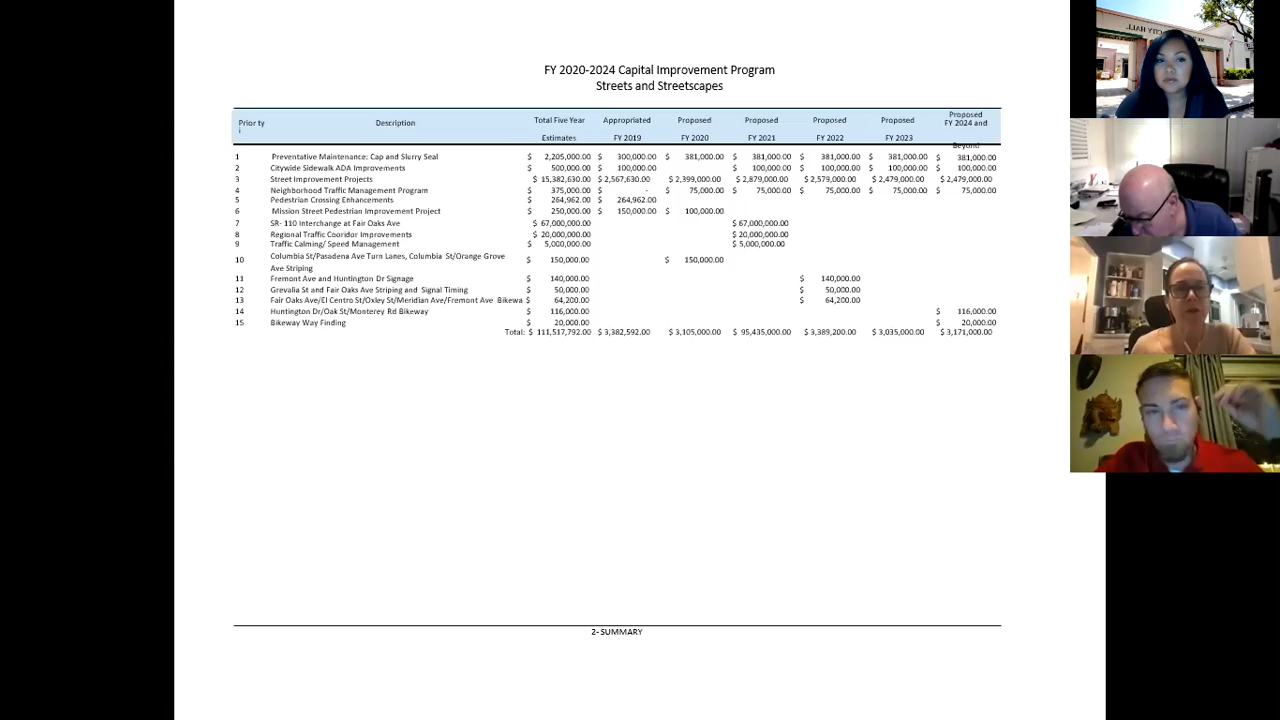 FY 2020-2024 Capital Improvement Program
Streets and Streetscapes
Prior ty i Description Total Five Year Estimates Appropriated FY 2019 Proposed FY 2020 Proposed FY 2021 Proposed FY 2022 Proposed FY 2023 Proposed FY 2024 and Beyond
1 Preventative Maintenance: Cap and Slurry Seal $ 2,205,000.00 $ 300,000.00 $ 381,000.00 $ 381,000.00 $ 381,000.00 $ 381,000.00 $ 381,000.00
2 Citywide Sidewalk ADA Improvements $ 500,000.00 $ 100,000.00 $ 100,000.00 $ 100,000.00 $ 100,000.00 $ 100,000.00
3 Street Improvement Projects $ 15,382,630.00 $ 2,567,630.00 $ 2,399,000.00 $ 2,879,000.00 $ 2,579,000.00 $ 2,479,000.00 $ 2,479,000.00
4 Neighborhood Traffic Management Program $ 375,000.00 $ - $ 75,000.00 $ 75,000.00 $ 75,000.00 $ 75,000.00 $ 75,000.00
5 Pedestrian Crossing Enhancements $ 264,962.00 $ 264,962.00
6 Mission Street Pedestrian Improvement Project $ 250,000.00 $ 150,000.00 $ 100,000.00
7 SR- 110 Interchange at Fair Oaks Ave $ 67,000,000.00 $ 67,000,000.00
8 Regional Traffic Cooridor Improvements $ 20,000,000.00 $ 20,000,000.00
9 Traffic Calming/ Speed Management $ 5,000,000.00 $ 5,000,000.00
10 Columbia St/Pasadena Ave Turn Lanes, Columbia St/Orange Grove Ave Striping $ 150,000.00 $ 150,000.00
11 Fremont Ave and Huntington Dr Signage $ 140,000.00 $ 140,000.00
12 Grevalia St and Fair Oaks Ave Striping and Signal Timing $ 50,000.00 $ 50,000.00
13 Fair Oaks Ave/El Centro St/Oxley St/Meridian Ave/Fremont Ave Bikewa $ 64,200.00 $ 64,200.00
14 Huntington Dr/Oak St/Monterey Rd Bikeway $ 116,000.00 $ 116,000.00
15 Bikeway Way Finding $ 20,000.00 $ 20,000.00
Total: $ 111,517,792.00 $ 3,382,592.00 $ 3,105,000.00 $ 95,435,000.00 $ 3,389,200.00 $ 3,035,000.00 $ 3,171,000.00
2- SUMMARY
CITY HALL